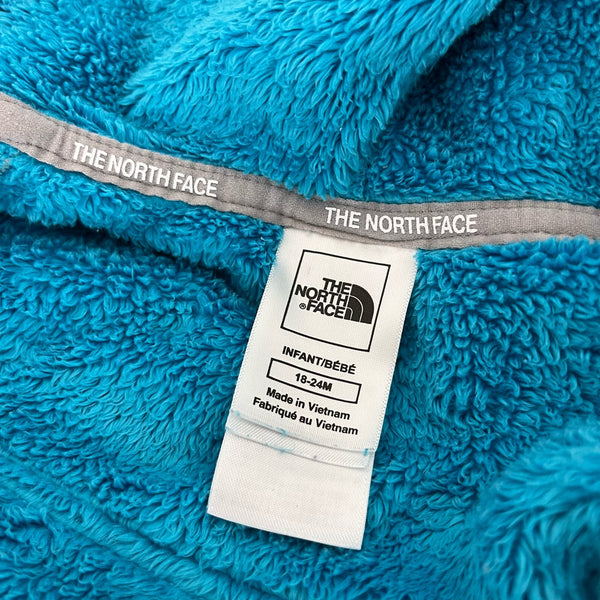 THE NORTH FACE
THE NORTH FACE
THE
NORTH
®FACE
INFANT/BÉBÉ
18-24M
Made in Vietnam
Fabriqué au Vietnam